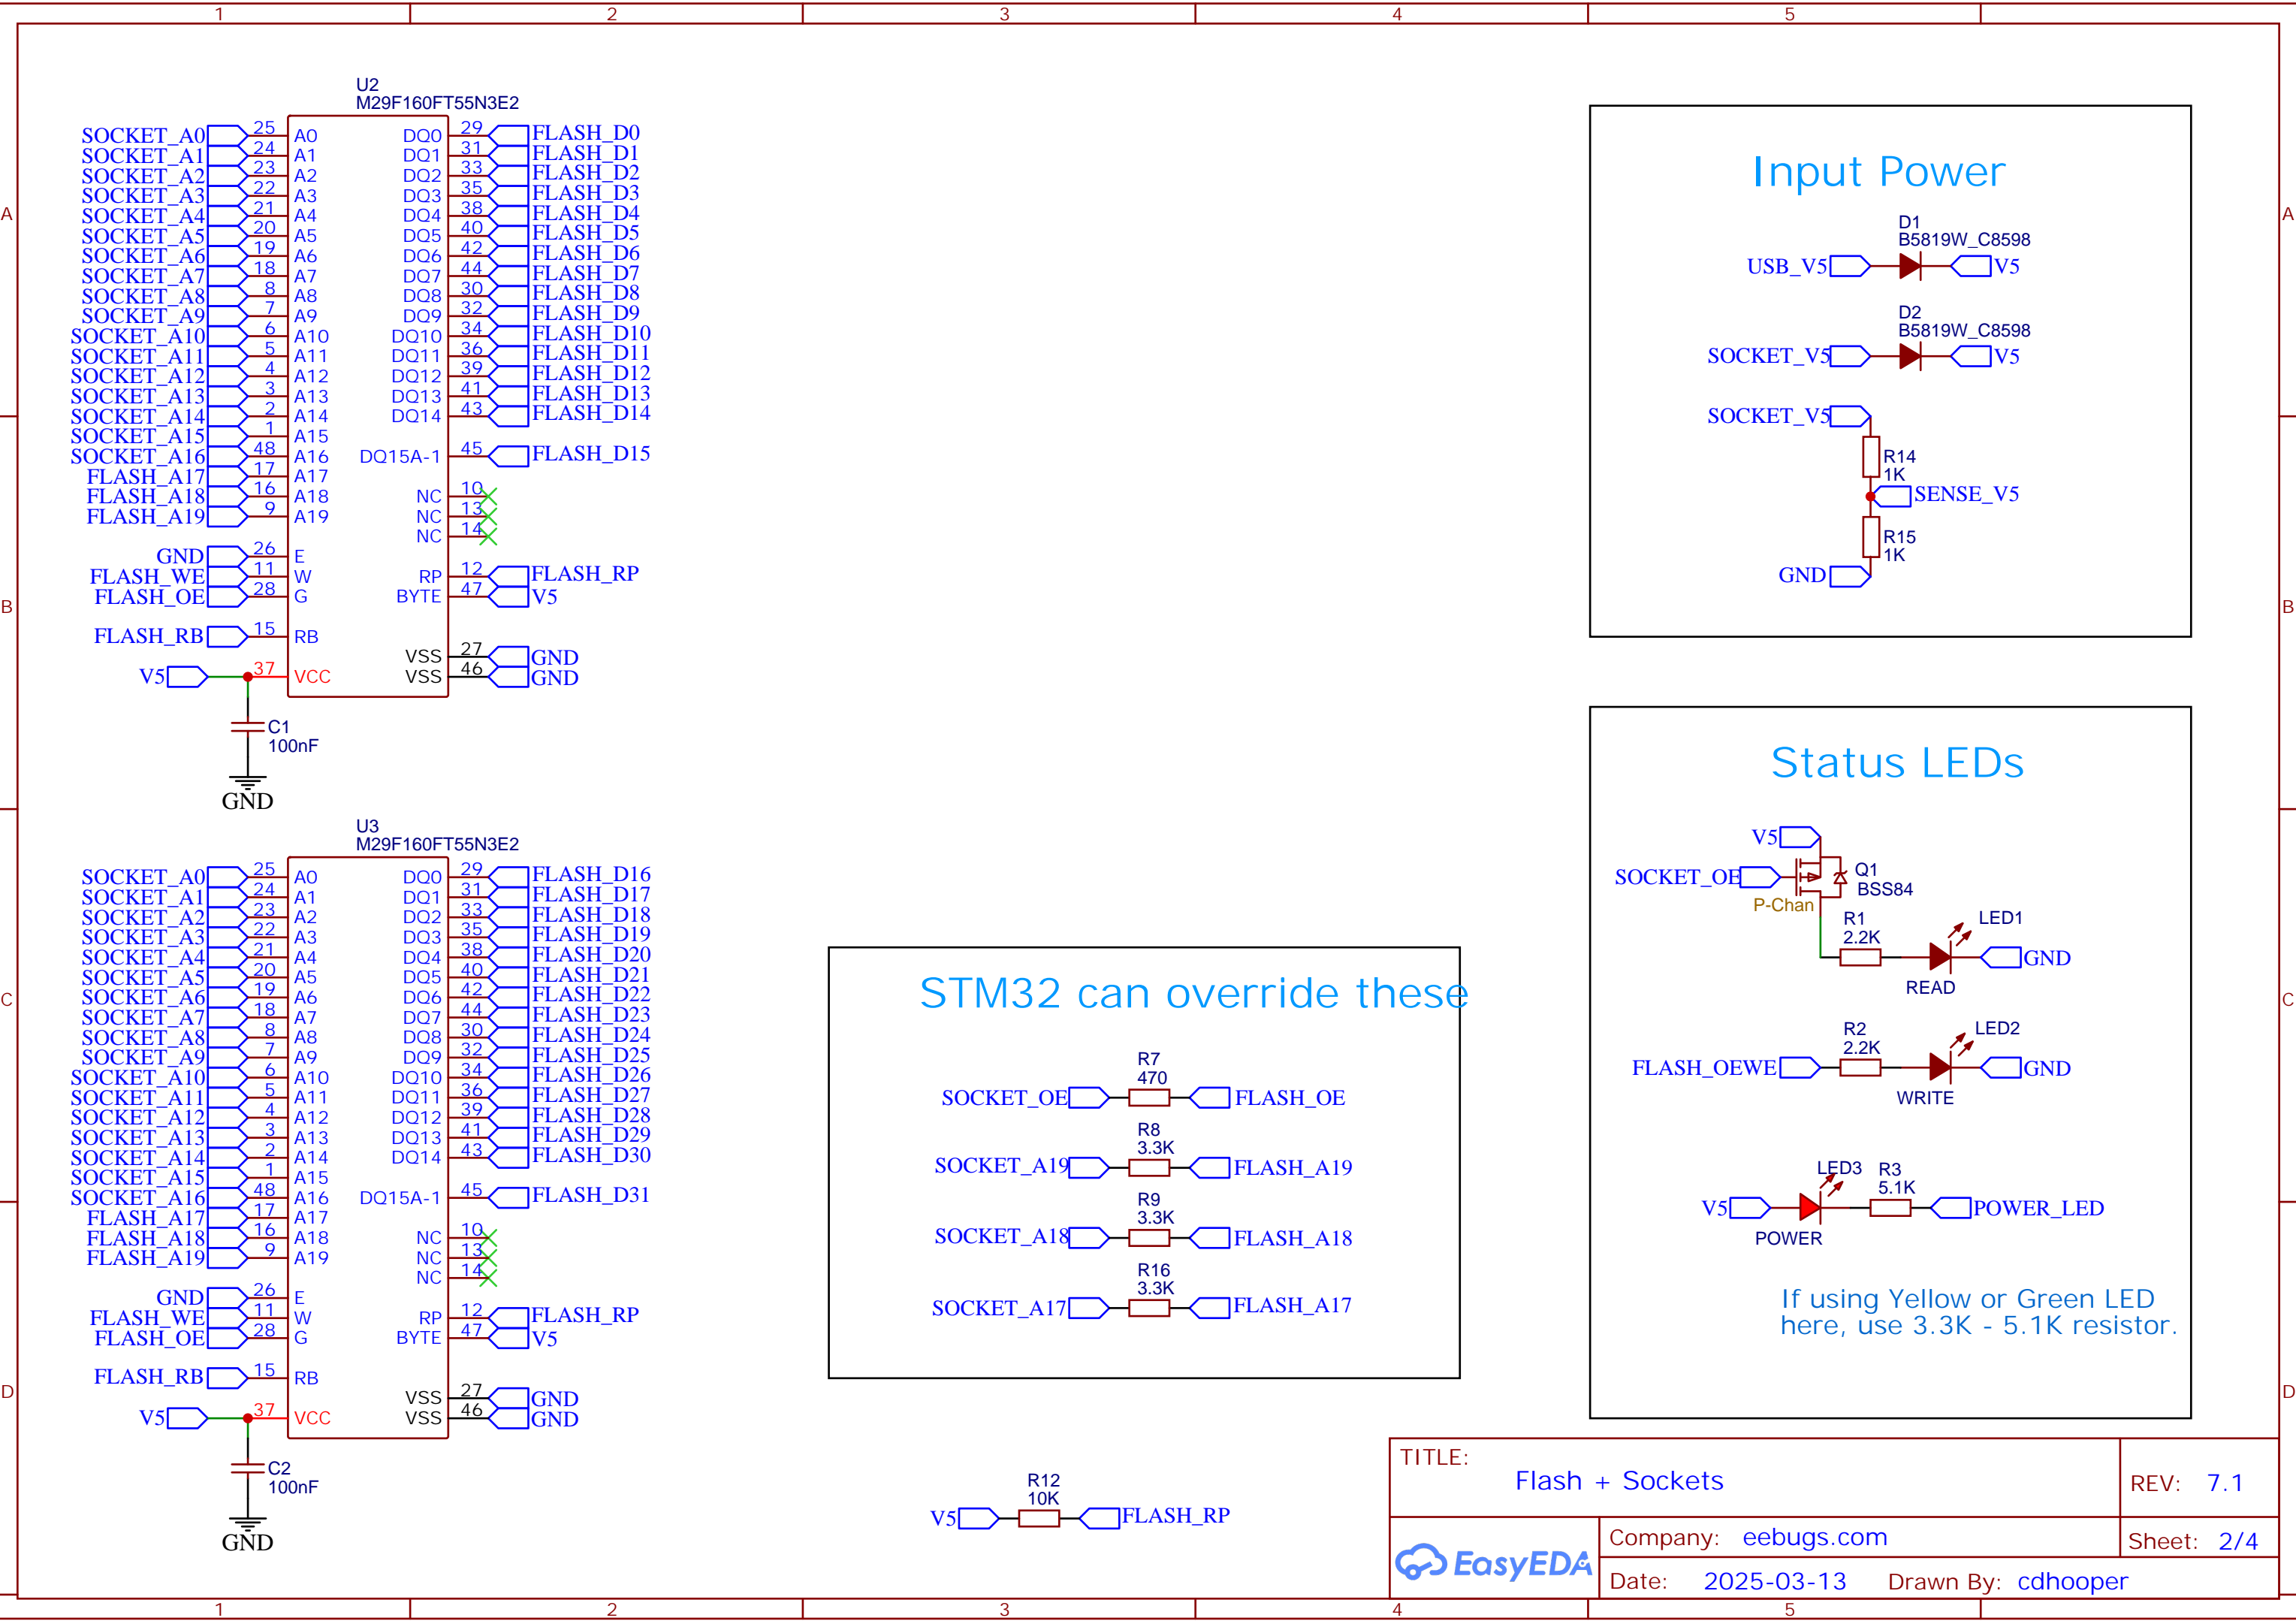 1 2 3 4 5
A
B
C
D
U2
M29F160FT55N3E2
SOCKET_A0 25 A0 DQ0 29 FLASH_D0
SOCKET_A1 24 A1 DQ1 31 FLASH_D1
SOCKET_A2 23 A2 DQ2 33 FLASH_D2
SOCKET_A3 22 A3 DQ3 35 FLASH_D3
SOCKET_A4 21 A4 DQ4 38 FLASH_D4
SOCKET_A5 20 A5 DQ5 40 FLASH_D5
SOCKET_A6 19 A6 DQ6 42 FLASH_D6
SOCKET_A7 18 A7 DQ7 44 FLASH_D7
SOCKET_A8 8 A8 DQ8 30 FLASH_D8
SOCKET_A9 7 A9 DQ9 32 FLASH_D9
SOCKET_A10 6 A10 DQ10 34 FLASH_D10
SOCKET_A11 5 A11 DQ11 36 FLASH_D11
SOCKET_A12 4 A12 DQ12 39 FLASH_D12
SOCKET_A13 3 A13 DQ13 41 FLASH_D13
SOCKET_A14 2 A14 DQ14 43 FLASH_D14
SOCKET_A15 1 A15
SOCKET_A16 48 A16 DQ15A-1 45 FLASH_D15
FLASH_A17 17 A17
FLASH_A18 16 A18 NC 10
FLASH_A19 9 A19 NC 13
NC 14
GND 26 E
FLASH_WE 11 W RP 12 FLASH_RP
FLASH_OE 28 G BYTE 47 V5
FLASH_RB 15 RB
VSS 27 GND
V5 37 VCC VSS 46 GND
C1
100nF
GND
U3
M29F160FT55N3E2
SOCKET_A0 25 A0 DQ0 29 FLASH_D16
SOCKET_A1 24 A1 DQ1 31 FLASH_D17
SOCKET_A2 23 A2 DQ2 33 FLASH_D18
SOCKET_A3 22 A3 DQ3 35 FLASH_D19
SOCKET_A4 21 A4 DQ4 38 FLASH_D20
SOCKET_A5 20 A5 DQ5 40 FLASH_D21
SOCKET_A6 19 A6 DQ6 42 FLASH_D22
SOCKET_A7 18 A7 DQ7 44 FLASH_D23
SOCKET_A8 8 A8 DQ8 30 FLASH_D24
SOCKET_A9 7 A9 DQ9 32 FLASH_D25
SOCKET_A10 6 A10 DQ10 34 FLASH_D26
SOCKET_A11 5 A11 DQ11 36 FLASH_D27
SOCKET_A12 4 A12 DQ12 39 FLASH_D28
SOCKET_A13 3 A13 DQ13 41 FLASH_D29
SOCKET_A14 2 A14 DQ14 43 FLASH_D30
SOCKET_A15 1 A15
SOCKET_A16 48 A16 DQ15A-1 45 FLASH_D31
FLASH_A17 17 A17
FLASH_A18 16 A18 NC 10
FLASH_A19 9 A19 NC 13
NC 14
GND 26 E
FLASH_WE 11 W RP 12 FLASH_RP
FLASH_OE 28 G BYTE 47 V5
FLASH_RB 15 RB
VSS 27 GND
V5 37 VCC VSS 46 GND
C2
100nF
GND
STM32 can override these
R7
470
SOCKET_OE FLASH_OE
R8
3.3K
SOCKET_A19 FLASH_A19
R9
3.3K
SOCKET_A18 FLASH_A18
R16
3.3K
SOCKET_A17 FLASH_A17
R12
10K
V5 FLASH_RP
Input Power
D1
B5819W_C8598
USB_V5 V5
D2
B5819W_C8598
SOCKET_V5 V5
SOCKET_V5
R14
1K
SENSE_V5
R15
1K
GND
Status LEDs
V5
SOCKET_OE
Q1
BSS84
P-Chan
R1
2.2K
LED1
GND
READ
R2
2.2K
LED2
FLASH_OEWE GND
WRITE
LED3 R3
5.1K
V5 POWER_LED
POWER
If using Yellow or Green LED
here, use 3.3K - 5.1K resistor.
TITLE:
Flash + Sockets
REV: 7.1
EasyEDA
Company: eebugs.com
Sheet: 2/4
Date: 2025-03-13 Drawn By: cdhooper
A
B
C
D
1 2 3 4 5